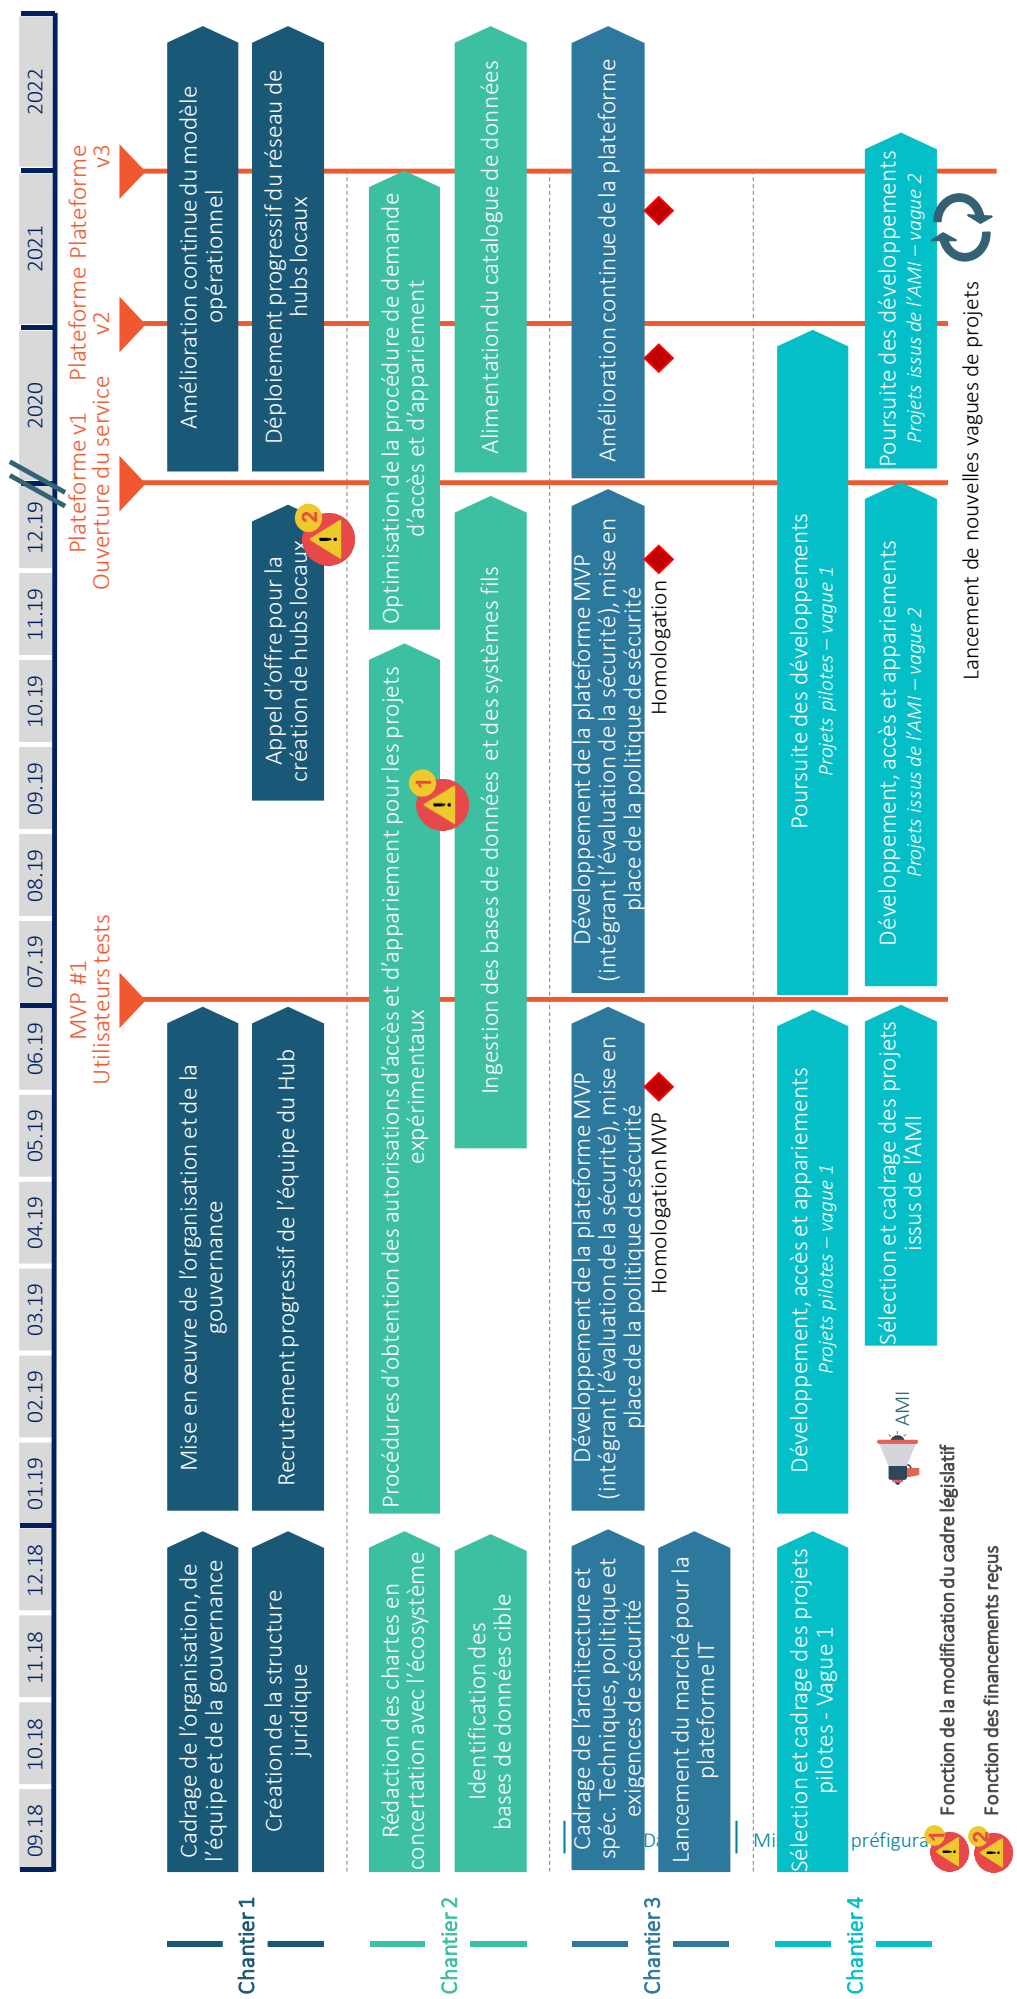 09.18
10.18
11.18
12.18
01.19
02.19
03.19
04.19
05.19
06.19
07.19
08.19
09.19
10.19
11.19
12.19
2020
2021
2022
MVP #1
Utilisateurs tests
Plateforme v1
Ouverture du service
Plateforme
v2
Plateforme
v3
Chantier 1
Cadrage de l'organisation, de
l'équipe et de la gouvernance
Mise en œuvre de l'organisation et de la
gouvernance
Amélioration continue du modèle
opérationnel
Création de la structure
juridique
Recrutement progressif de l'équipe du Hub
Appel d'offre pour la
création de hubs locaux
2
Déploiement progressif du réseau de
hubs locaux
Chantier 2
Rédaction des chartes en
concertation avec l'écosystème
Procédures d'obtention des autorisations d'accès et d'appariement pour les projets
expérimentaux
1
Optimisation de la procédure de demande
d'accès et d'appariement
Identification des
bases de données cible
Ingestion des bases de données et des systèmes fils
Alimentation du catalogue de données
Chantier 3
Cadrage de l'architecture et
spéc. Techniques, politique et
exigences de sécurité
Développement de la plateforme MVP
(intégrant l'évaluation de la sécurité), mise en
place de la politique de sécurité
Développement de la plateforme MVP
(intégrant l'évaluation de la sécurité), mise en
place de la politique de sécurité
Amélioration continue de la plateforme
Homologation MVP
Homologation
Lancement du marché pour la
plateforme IT
Chantier 4
Sélection et cadrage des projets
pilotes - Vague 1
Développement, accès et appariements
Projets pilotes – vague 1
Poursuite des développements
Projets pilotes – vague 1
AMI
Sélection et cadrage des projets
issus de l'AMI
Développement, accès et appariements
Projets issus de l'AMI – vague 2
Poursuite des développements
Projets issus de l'AMI – vague 2
Lancement de nouvelles vagues de projets
1 Fonction de la modification du cadre législatif
2 Fonction des financements reçus